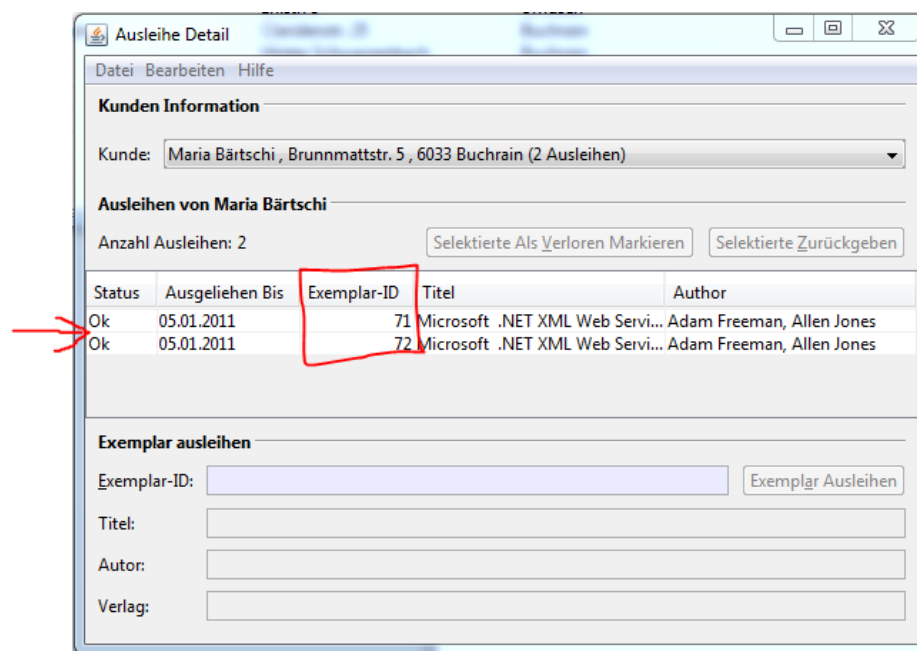 Ausleihe Detail
Datei Bearbeiten Hilfe
Kunden Information
Kunde: Maria Bärtschi , Brunnmattstr. 5 , 6033 Buchrain (2 Ausleihen)
Ausleihen von Maria Bärtschi
Anzahl Ausleihen: 2 Selektierte Als Verloren Markieren Selektierte Zurückgeben
Status Ausgeliehen Bis Exemplar-ID Titel Author
Ok 05.01.2011 71 Microsoft .NET XML Web Servi... Adam Freeman, Allen Jones
Ok 05.01.2011 72 Microsoft .NET XML Web Servi... Adam Freeman, Allen Jones
Exemplar ausleihen
Exemplar-ID: Exemplar Ausleihen
Titel:
Autor:
Verlag: